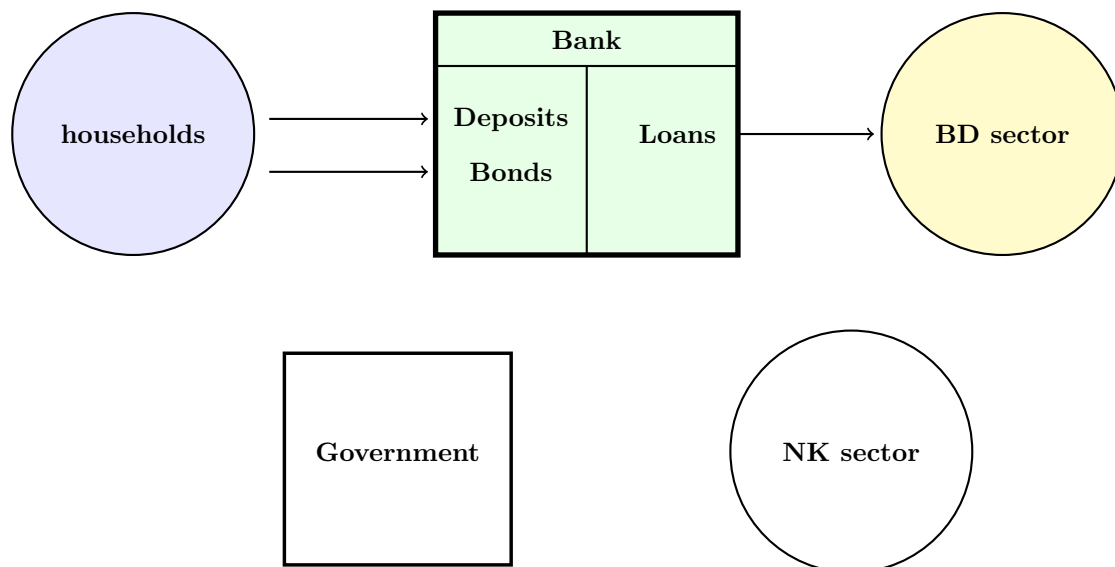 Bank
households
Deposits
Loans
BD sector
Bonds
Government
NK sector